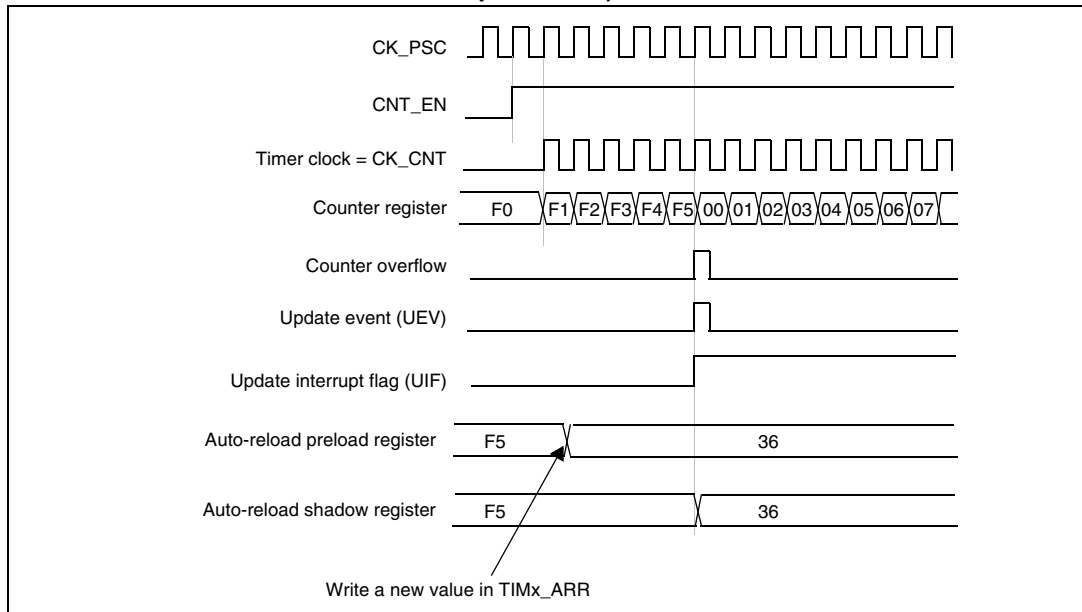 CK_PSC
CNT_EN
Timer clock = CK_CNT
Counter register F0 F1 F2 F3 F4 F5 00 01 02 03 04 05 06 07
Counter overflow
Update event (UEV)
Update interrupt flag (UIF)
Auto-reload preload register F5 36
Auto-reload shadow register F5 36
Write a new value in TIMx_ARR